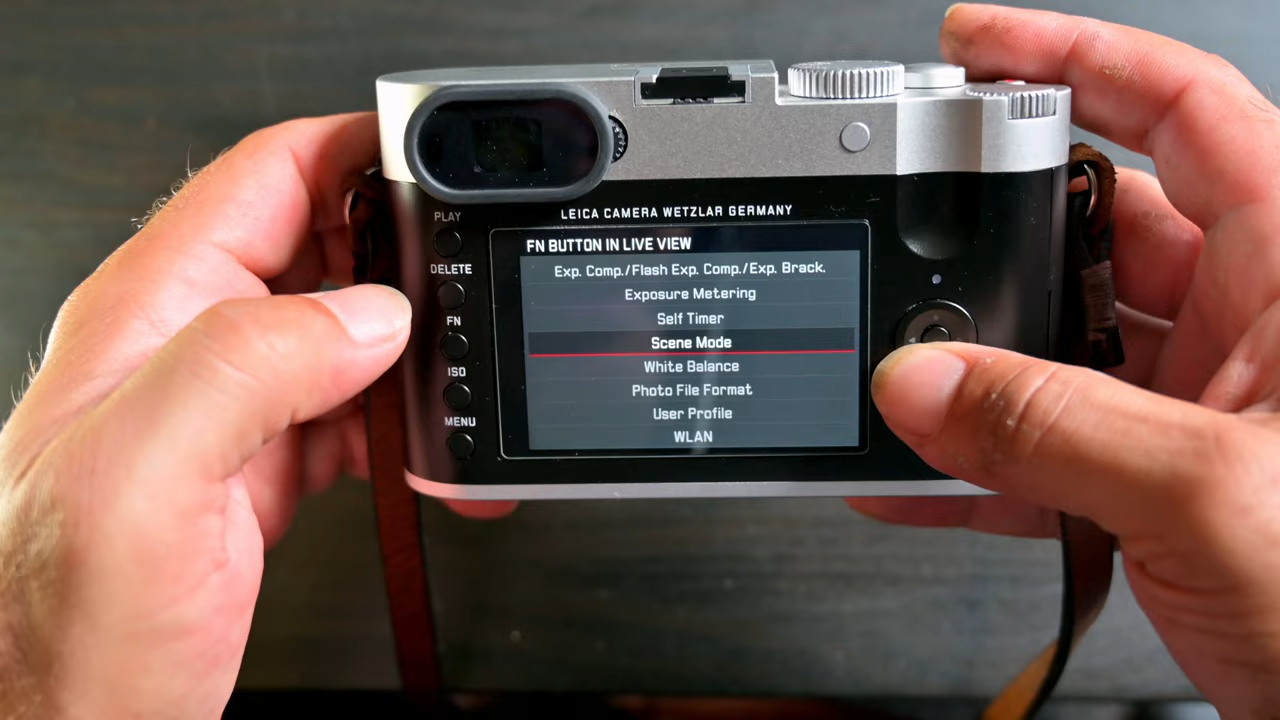 LEICA CAMERA WETZLAR GERMANY
PLAY
DELETE
FN
ISO
MENU
FN BUTTON IN LIVE VIEW
Exp. Comp./Flash Exp. Comp./Exp. Brack.
Exposure Metering
Self Timer
Scene Mode
White Balance
Photo File Format
User Profile
WLAN